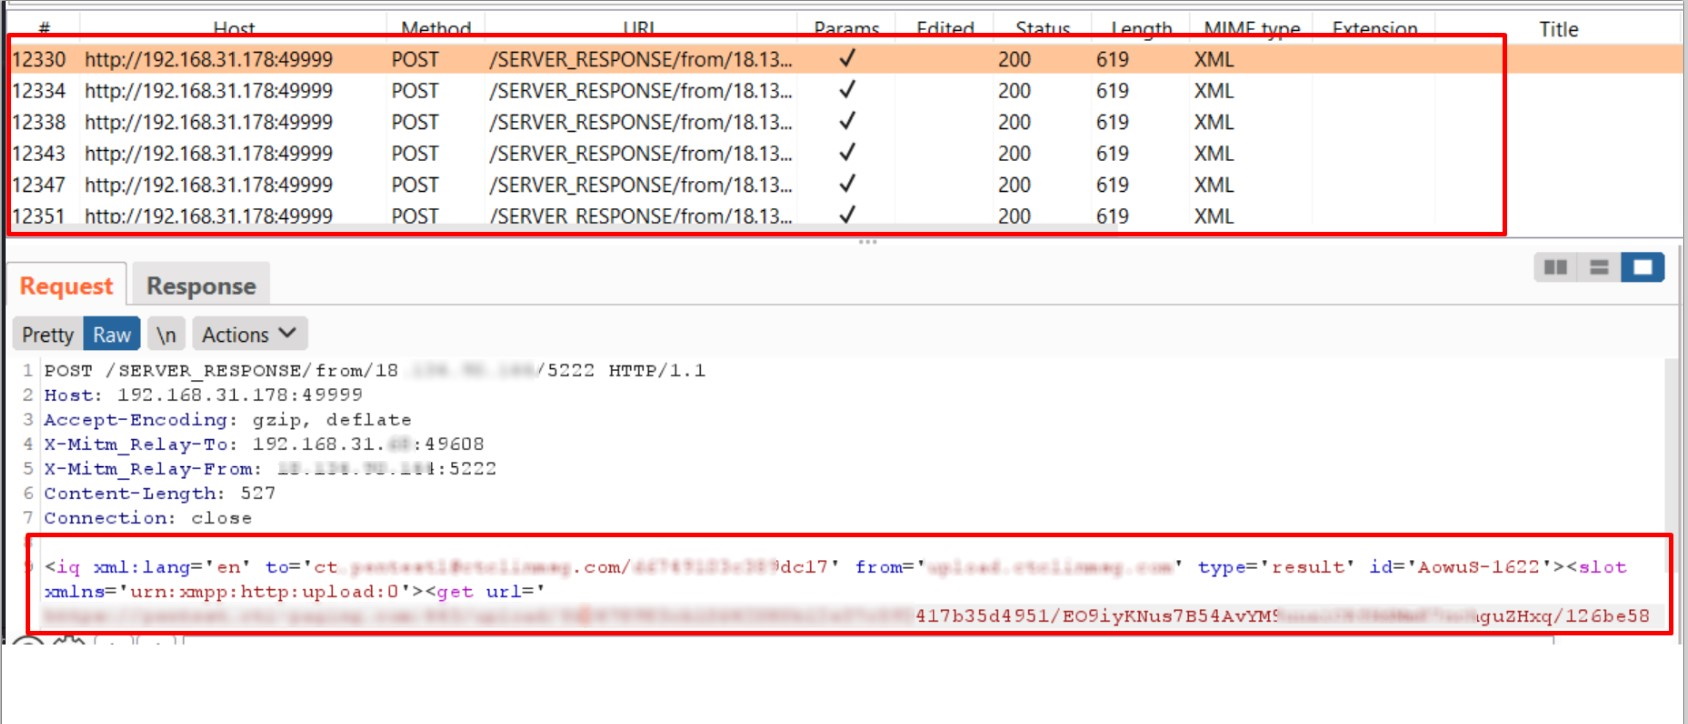 # Host Method URL Params Edited Status Length MIME type Extension Title
12330 http://192.168.31.178:49999 POST /SERVER_RESPONSE/from/18.13... ✓ 200 619 XML
12334 http://192.168.31.178:49999 POST /SERVER_RESPONSE/from/18.13... ✓ 200 619 XML
12338 http://192.168.31.178:49999 POST /SERVER_RESPONSE/from/18.13... ✓ 200 619 XML
12343 http://192.168.31.178:49999 POST /SERVER_RESPONSE/from/18.13... ✓ 200 619 XML
12347 http://192.168.31.178:49999 POST /SERVER_RESPONSE/from/18.13... ✓ 200 619 XML
12351 http://192.168.31.178:49999 POST /SERVER_RESPONSE/from/18.13... ✓ 200 619 XML
Request Response
Pretty Raw \n Actions
1 POST /SERVER_RESPONSE/from/18 /5222 HTTP/1.1
2 Host: 192.168.31.178:49999
3 Accept-Encoding: gzip, deflate
4 X-Mitm_Relay-To: 192.168.31. :49608
5 X-Mitm_Relay-From: :5222
6 Content-Length: 527
7 Connection: close
8
9 <iq xml:lang='en' to='ct .com/ dc17' from=' ' type='result' id='AowuS-1622'><slot
xmlns='urn:xmpp:http:upload:0'><get url='
417b35d4951/EO9iyKNus7B54AvYM9 guZHxq/126be58